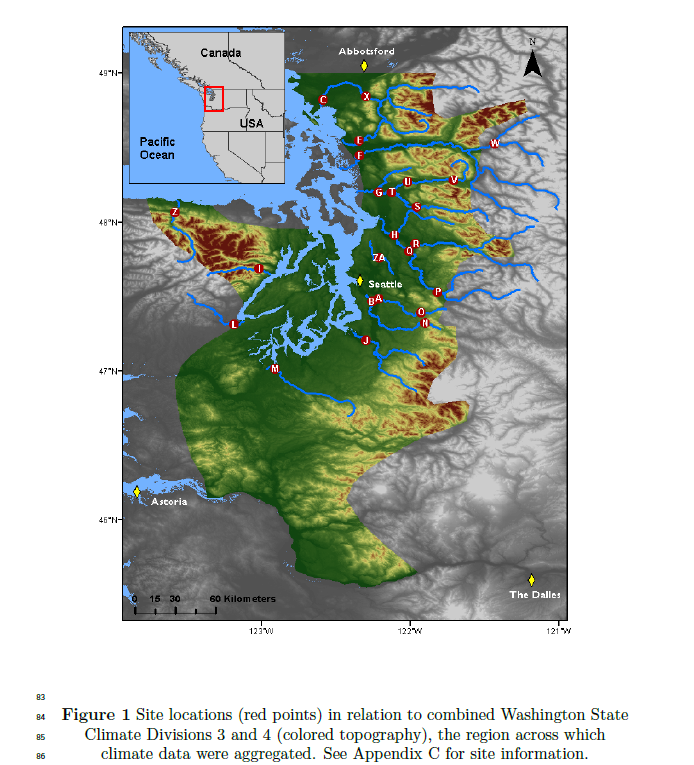 Canada
USA
Pacific
Ocean
Abbotsford
N
49°N
48°N
47°N
46°N
C
X
E
F
W
G
T
U
V
S
Z
H
R
Q
ZA
I
Seattle
P
B
A
O
N
L
J
M
Astoria
The Dalles
0 15 30 60 Kilometers
123°W
122°W
121°W
83
84 Figure 1 Site locations (red points) in relation to combined Washington State
85 Climate Divisions 3 and 4 (colored topography), the region across which
86 climate data were aggregated. See Appendix C for site information.